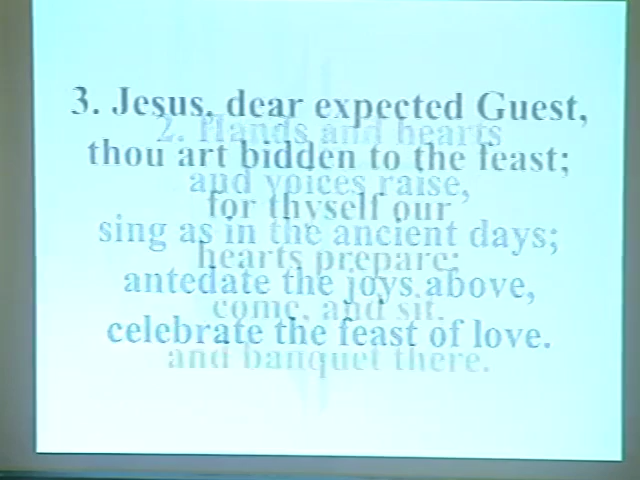 3. Jesus, dear expected Guest,
2. Hands and hearts
thou art bidden to the feast;
and voices raise,
for thyself our
sing as in the ancient days;
hearts prepare;
antedate the joys above,
come, and sit,
celebrate the feast of love.
and banquet there.